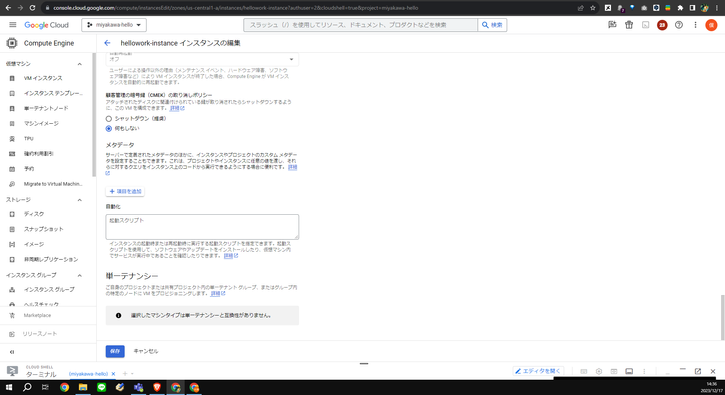 console.cloud.google.com/compute/instancesEdit/zones/us-central1-a/instances/hellowork-instance?authuser=2&cloudshell=true&project=miyakawa-hello
Google Cloud
miyakawa-hello
スラッシュ（/）を使用してリソース、ドキュメント、プロダクトなどを検索
検索
28
Compute Engine
hellowork-instance インスタンスの編集
仮想マシン
VM インスタンス
インスタンス テンプレー...
単一テナントノード
マシンイメージ
TPU
確約利用割引
予約
Migrate to Virtual Machin...
ストレージ
ディスク
スナップショット
イメージ
非同期レプリケーション
インスタンス グループ
インスタンス グループ
ヘルスチェック
Marketplace
リリースノート
オフ
ユーザーによる操作以外の理由（メンテナンス イベント、ハードウェア障害、ソフトウ
ェア障害など）により VM インスタンスが終了した場合、Compute Engine が VM インス
タンスを自動的に再起動できます。
顧客管理の暗号鍵（CMEK）の取り消しポリシー
アタッチされたディスクに関連付けられている鍵が取り消されたらシャットダウンするよう
に、この VM を構成できます。 詳細
シャットダウン（推奨）
何もしない
メタデータ
サーバーで定義されたメタデータのほかに、インスタンスやプロジェクトのカスタム メタデー
タを設定することもできます。これは、プロジェクトやインスタンスに任意の値を渡し、それ
らに対するクエリをインスタンス上のコードから実行できるようにする場合に便利です。 詳細
項目を追加
自動化
起動スクリプト
インスタンスの起動時または再起動時に実行する起動スクリプトを指定できます。起動ス
クリプトを使用して、ソフトウェアやアップデートをインストールしたり、仮想マシン内
でサービスが実行中であることを確認したりできます。 詳細
単一テナンシー
ご自身のプロジェクトまたは共有プロジェクト内の単一テナント グループ、またはグループ内
の特定のノードに VM をプロビジョニングします。 詳細
選択したマシンタイプは単一テナンシーと互換性がありません。
保存
キャンセル
CLOUD SHELL
ターミナル
(miyakawa-hello)
エディタを開く
14:36
2023/12/17